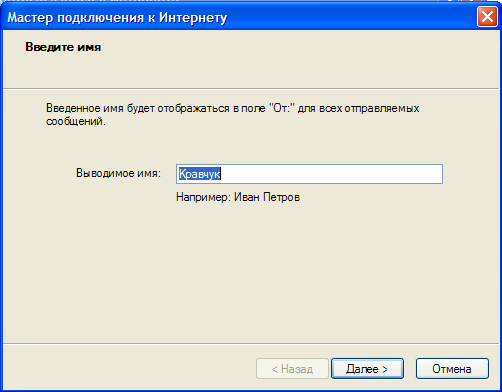 Мастер подключения к Интернету
Введите имя
Введенное имя будет отображаться в поле "От:" для всех отправляемых
сообщений.
Выводимое имя: Кравчук
Например: Иван Петров
< Назад Далее > Отмена